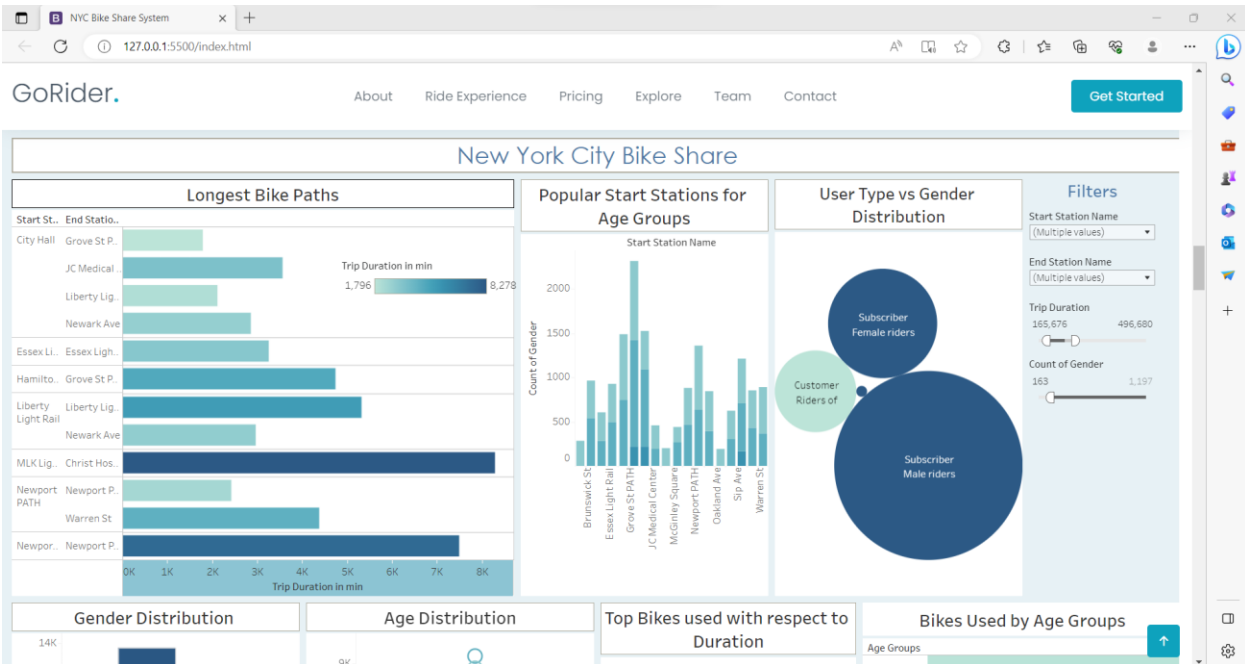 NYC Bike Share System
127.0.0.1:5500/index.html
GoRider.
About
Ride Experience
Pricing
Explore
Team
Contact
Get Started
New York City Bike Share
Longest Bike Paths
Start St.. End Statio..
City Hall Grove St P..
JC Medical ..
Liberty Lig..
Newark Ave
Essex Li.. Essex Ligh..
Hamilto.. Grove St P..
Liberty Light Rail Liberty Lig..
Newark Ave
MLK Lig.. Christ Hos..
Newport PATH Newport P..
Warren St
Newpor.. Newport P..
0K 1K 2K 3K 4K 5K 6K 7K 8K
Trip Duration in min
Trip Duration in min
1,796 8,278
Popular Start Stations for
Age Groups
Start Station Name
Count of Gender
2000
1500
1000
500
0
Brunswick St
Essex Light Rail
Grove St PATH
JC Medical Center
McGinley Square
Newport PATH
Oakland Ave
Sip Ave
Warren St
User Type vs Gender
Distribution
Subscriber
Female riders
Customer
Riders of
Subscriber
Male riders
Filters
Start Station Name
(Multiple values)
End Station Name
(Multiple values)
Trip Duration
165,676 496,680
Count of Gender
163 1,197
Gender Distribution
14K
Age Distribution
9K
Top Bikes used with respect to
Duration
Bikes Used by Age Groups
Age Groups